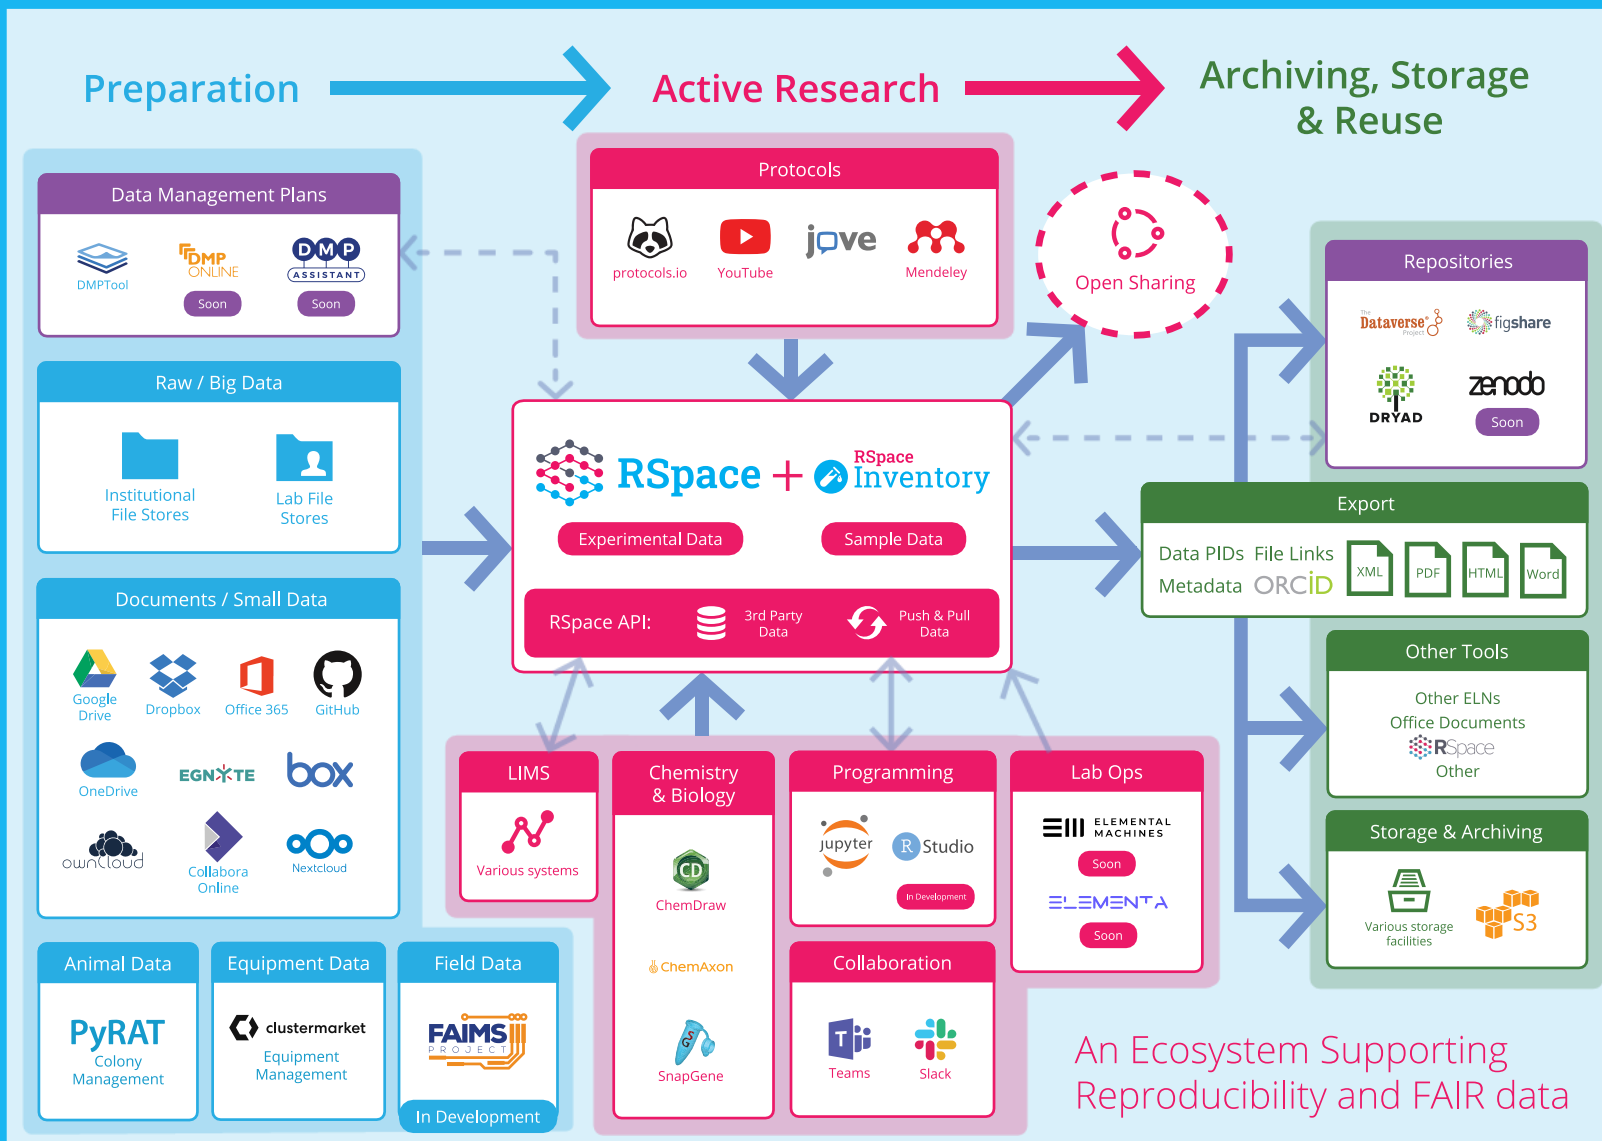 Preparation
Active Research
Archiving, Storage
& Reuse
Data Management Plans
DMPTool
DMP
ONLINE
Soon
DMP
ASSISTANT
Soon
Raw / Big Data
Institutional
File Stores
Lab File
Stores
Documents / Small Data
Google
Drive
Dropbox
Office 365
GitHub
OneDrive
EGNYTE
box
ownCloud
Collabora
Online
Nextcloud
Animal Data
PyRAT
Colony
Management
Equipment Data
clustermarket
Equipment
Management
Field Data
FAIMS
PROJECT
In Development
Protocols
protocols.io
YouTube
jove
Mendeley
Open Sharing
RSpace + RSpace
Inventory
Experimental Data
Sample Data
RSpace API:
3rd Party
Data
Push & Pull
Data
LIMS
Various systems
Chemistry
& Biology
CD
ChemDraw
ChemAxon
SG
SnapGene
Programming
jupyter
R Studio
In Development
Collaboration
T
Teams
Slack
Lab Ops
ELEMENTAL
MACHINES
Soon
ELEMENTA
Soon
Repositories
The
Dataverse
Project
figshare
DRYAD
zenodo
Soon
Export
Data PIDs File Links
Metadata ORCID
XML
PDF
HTML
Word
Other Tools
Other ELNs
Office Documents
RSpace
Other
Storage & Archiving
Various storage
facilities
S3
An Ecosystem Supporting
Reproducibility and FAIR data